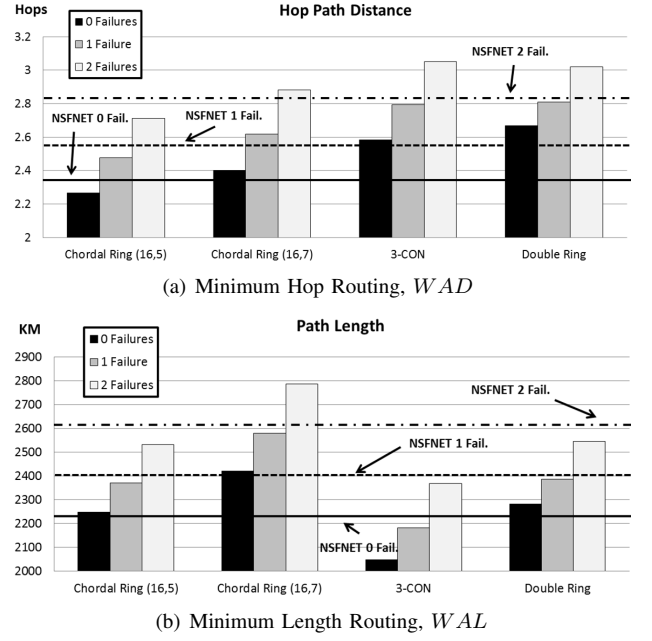 Hops
Hop Path Distance
3.2
3
2.8
2.6
2.4
2.2
2
0 Failures
1 Failure
2 Failures
NSFNET 0 Fail.
NSFNET 1 Fail.
NSFNET 2 Fail.
Chordal Ring (16,5) Chordal Ring (16,7) 3-CON Double Ring
(a) Minimum Hop Routing, WAD
KM
Path Length
2900
2800
2700
2600
2500
2400
2300
2200
2100
2000
0 Failures
1 Failure
2 Failures
NSFNET 2 Fail.
NSFNET 1 Fail.
NSFNET 0 Fail.
Chordal Ring (16,5) Chordal Ring (16,7) 3-CON Double Ring
(b) Minimum Length Routing, WAL